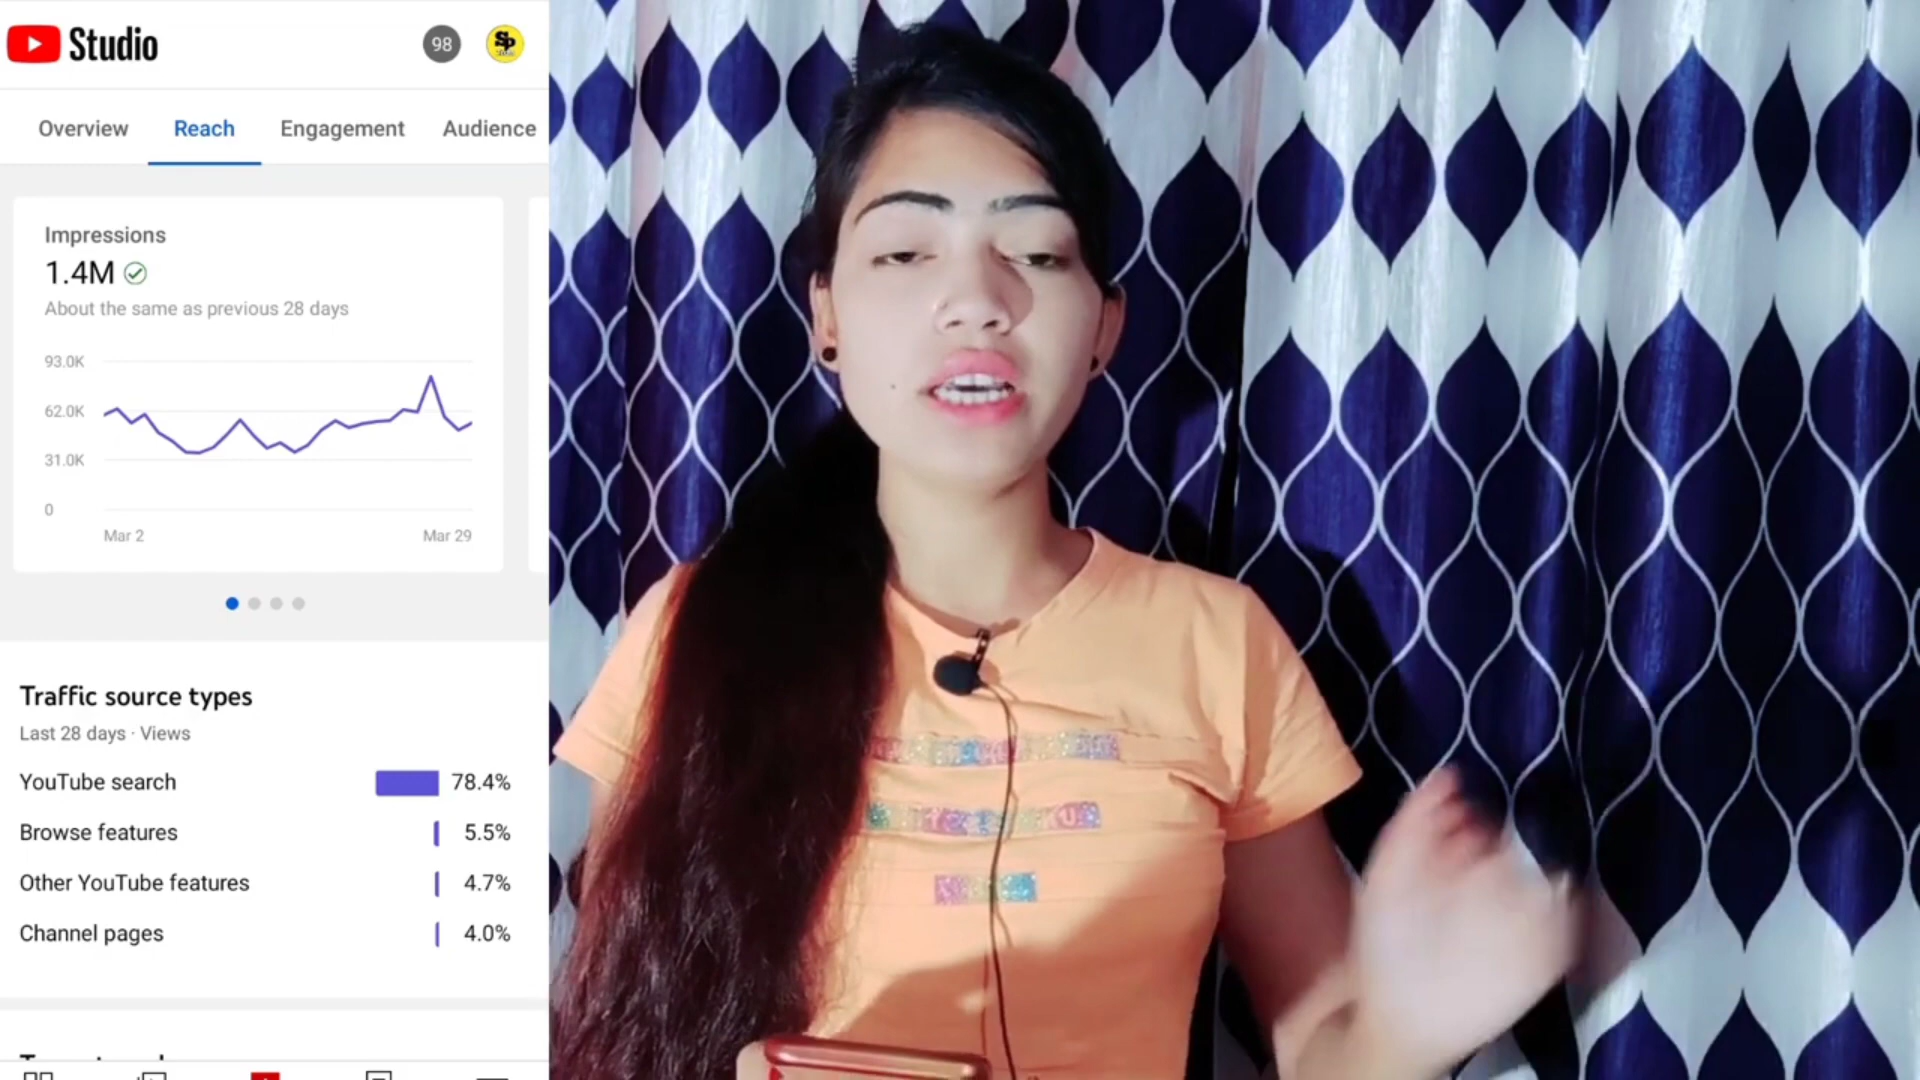 Studio
98
SP
Overview
Reach
Engagement
Audience
Impressions
1.4M
About the same as previous 28 days
93.0K
62.0K
31.0K
0
Mar 2
Mar 29
Traffic source types
Last 28 days · Views
YouTube search 78.4%
Browse features 5.5%
Other YouTube features 4.7%
Channel pages 4.0%